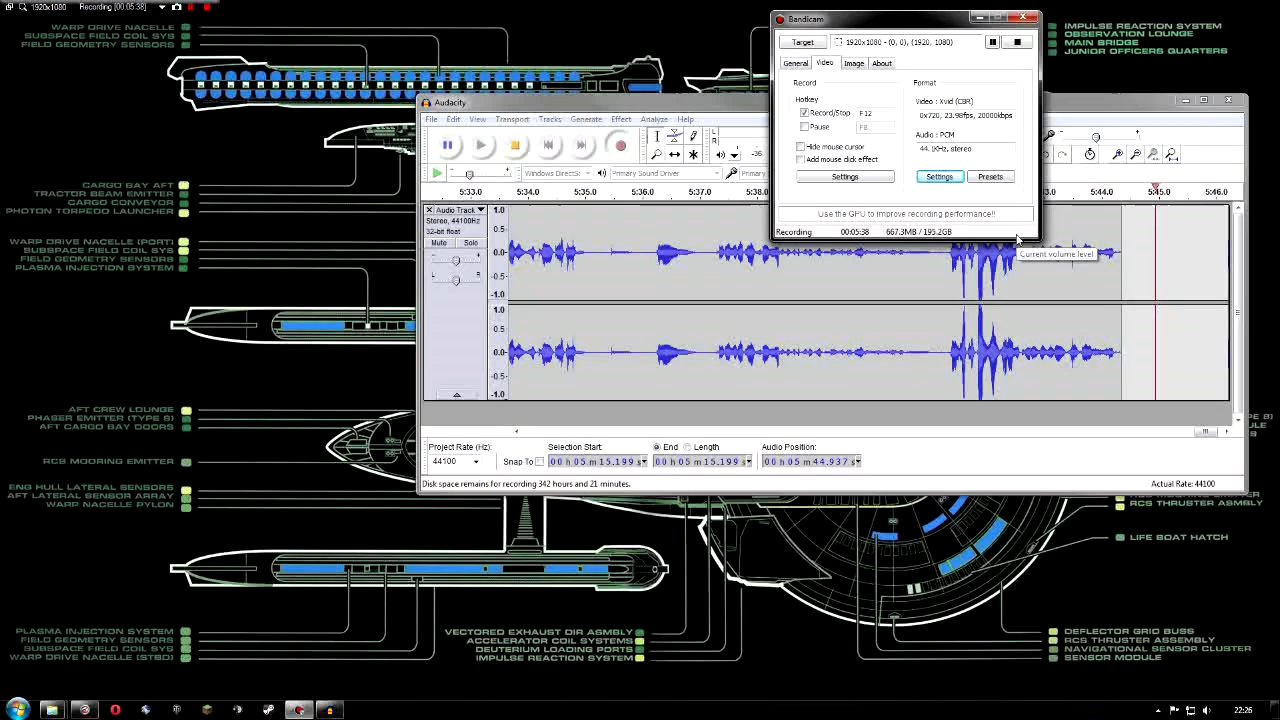 1920x1080 Recording [00:05:38]
WARP DRIVE NACELLE
SUBSPACE FIELD COIL SYS
FIELD GEOMETRY SENSORS
IMPULSE REACTION SYSTEM
OBSERVATION LOUNGE
MAIN BRIDGE
JUNIOR OFFICERS QUARTERS
Bandicam
Target 1920x1080 - (0, 0), (1920, 1080)
General Video Image About
Record
Hotkey
Record/Stop F12
Pause F8
Hide mouse cursor
Add mouse click effect
Settings
Format
Video : Xvid (CBR)
0x720, 23.98fps, 20000kbps
Audio : PCM
44.1KHz, stereo
Settings Presets
Use the GPU to improve recording performance!!
Recording 00:05:38 667.3MB / 195.2GB
Current volume level
Audacity
File Edit View Transport Tracks Generate Effect Analyze Help
L
R
-36
Windows DirectS Primary Sound Driver Primary
5:33.0 5:34.0 5:35.0 5:36.0 5:37.0 5:38 3.0 5:44.0 5:45.0 5:46.0
Audio Track
Stereo, 44100Hz
32-bit float
Mute Solo
- +
L R
1.0
0.5
0.0
-0.5
-1.0
1.0
0.5
0.0
-0.5
-1.0
Project Rate (Hz):
44100
Snap To
Selection Start:
00 h 05 m 15.199 s
End Length
00 h 05 m 15.199 s
Audio Position:
00 h 05 m 44.937 s
Disk space remains for recording 342 hours and 21 minutes.
Actual Rate: 44100
CARGO BAY AFT
TRACTOR BEAM EMITTER
CARGO CONVEYOR
PHOTON TORPEDO LAUNCHER
WARP DRIVE NACELLE (PORT)
SUBSPACE FIELD COIL SYS
FIELD GEOMETRY SENSORS
PLASMA INJECTION SYSTEM
AFT CREW LOUNGE
PHASER EMITTER (TYPE 8)
AFT CARGO BAY DOORS
RCS MOORING EMITTER
ENG HULL LATERAL SENSORS
AFT LATERAL SENSOR ARRAY
WARP NACELLE PYLON
RCS THRUSTER ASMBLY
LIFE BOAT HATCH
PLASMA INJECTION SYSTEM
FIELD GEOMETRY SENSORS
SUBSPACE FIELD COIL SYS
WARP DRIVE NACELLE (STBD)
VECTORED EXHAUST DIR ASMBLY
ACCELERATOR COIL SYSTEMS
DEUTERIUM LOADING PORTS
IMPULSE REACTION SYSTEM
DEFLECTOR GRID BUSS
RCS THRUSTER ASSEMBLY
NAVIGATIONAL SENSOR CLUSTER
SENSOR MODULE
22:26